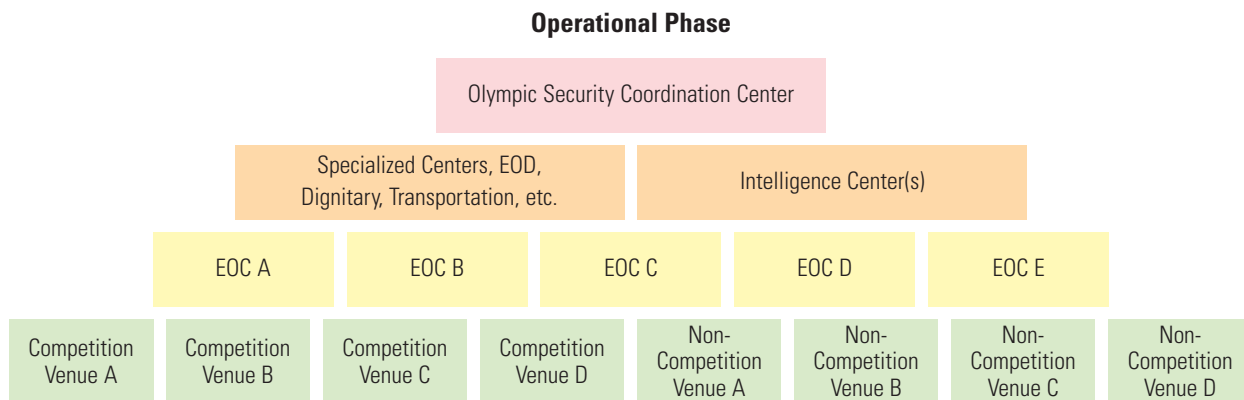 Operational Phase
Olympic Security Coordination Center
Specialized Centers, EOD,
Dignitary, Transportation, etc.
Intelligence Center(s)
EOC A
EOC B
EOC C
EOC D
EOC E
Competition
Venue A
Competition
Venue B
Competition
Venue C
Competition
Venue D
Non-
Competition
Venue A
Non-
Competition
Venue B
Non-
Competition
Venue C
Non-
Competition
Venue D